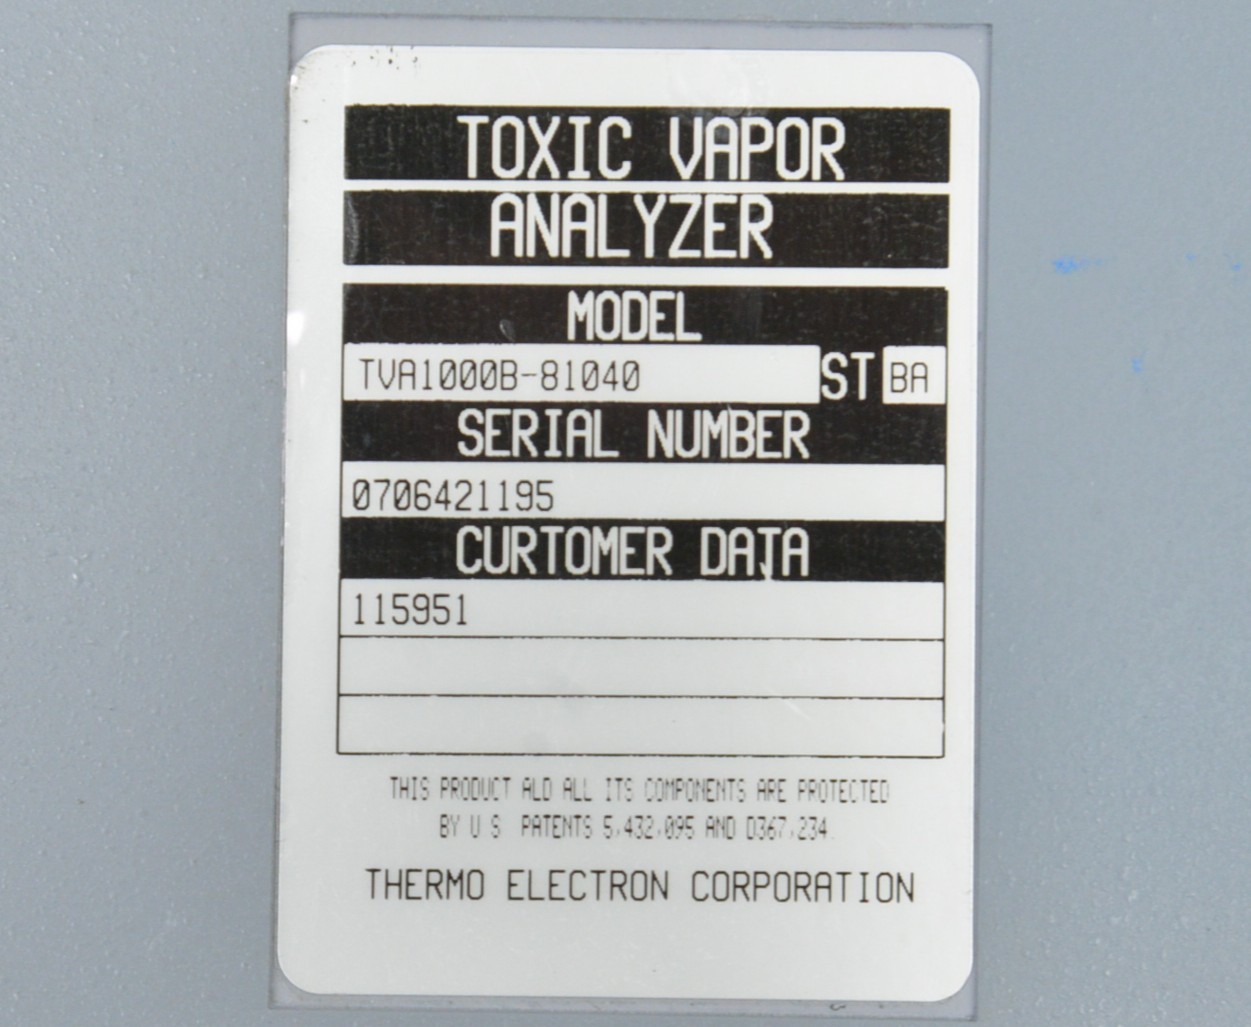 TOXIC VAPOR
ANALYZER
MODEL
TVA1000B-81040 ST BA
SERIAL NUMBER
0706421195
CURTOMER DATA
115951
THIS PRODUCT ALD ALL ITS COMPONENTS ARE PROTECTED
BY U S PATENTS 5,432,095 AND D367,234.
THERMO ELECTRON CORPORATION